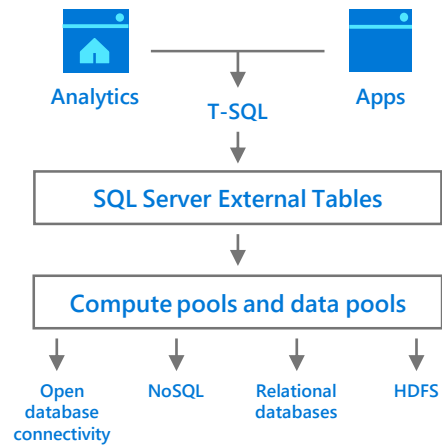 Analytics
Apps
T-SQL
SQL Server External Tables
Compute pools and data pools
Open
database
connectivity
NoSQL
Relational
databases
HDFS